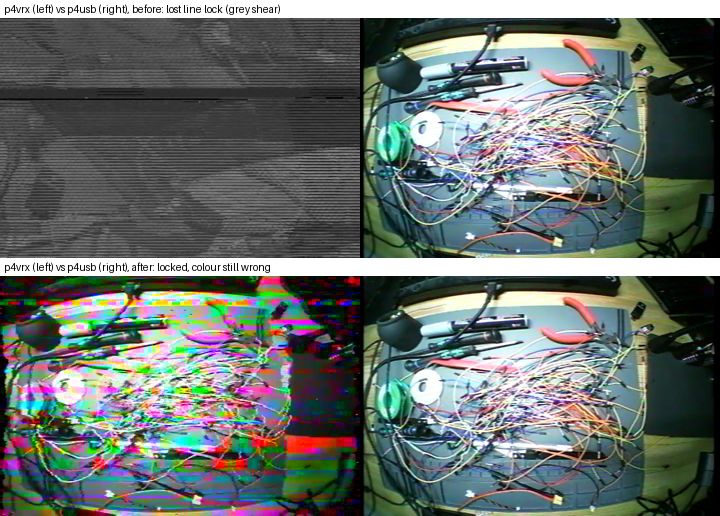 p4vrx (left) vs p4usb (right), before: lost line lock (grey shear)
p4vrx (left) vs p4usb (right), after: locked, colour still wrong